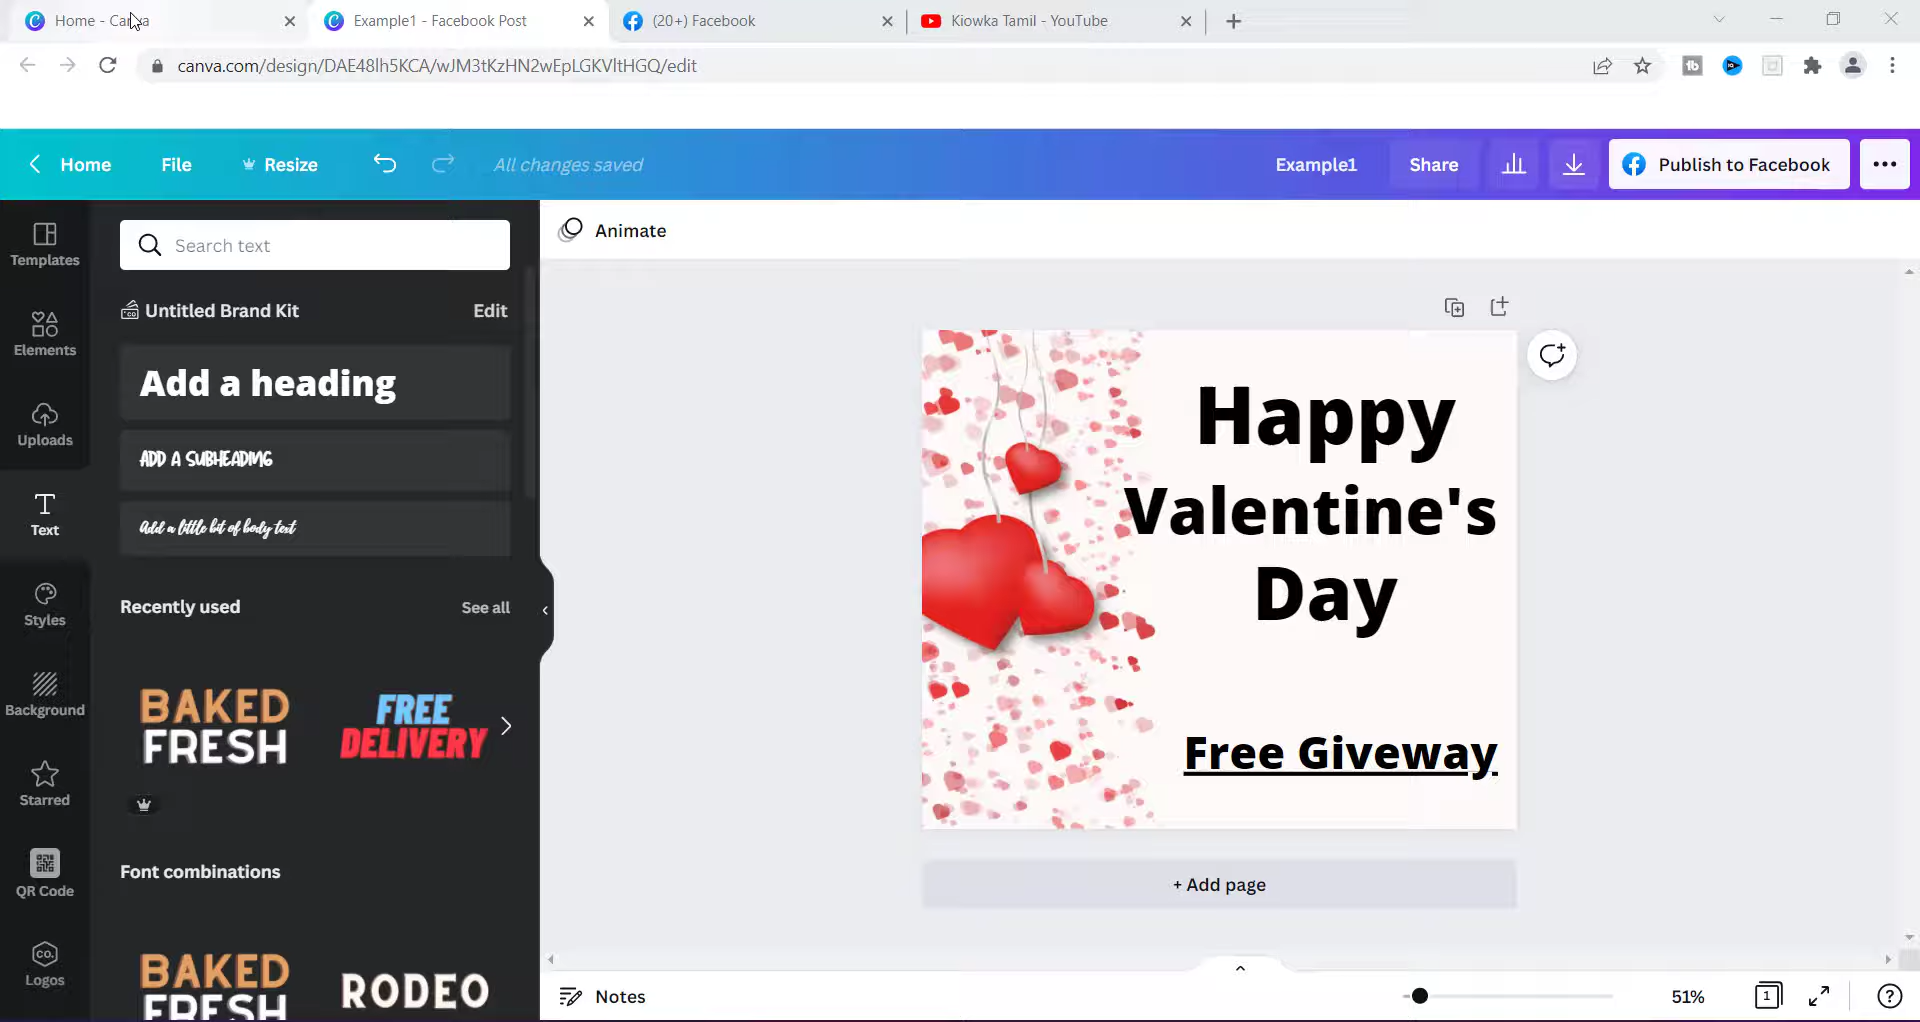 Home - Canva
Example1 - Facebook Post
(20+) Facebook
Kiowka Tamil - YouTube
canva.com/design/DAE48lh5KCA/wJM3tKzHN2wEpLGKVltHGQ/edit
Home
File
Resize
All changes saved
Example1
Share
Publish to Facebook
Templates
Elements
Uploads
Text
Styles
Background
Starred
QR Code
CO.
Logos
Search text
Untitled Brand Kit
Edit
Add a heading
ADD A SUBHEADING
Add a little bit of body text
Recently used
See all
BAKED
FRESH
FREE
DELIVERY
Font combinations
BAKED
FRESH
RODEO
Animate
Happy
Valentine's
Day
Free Giveway
+ Add page
Notes
51%
1